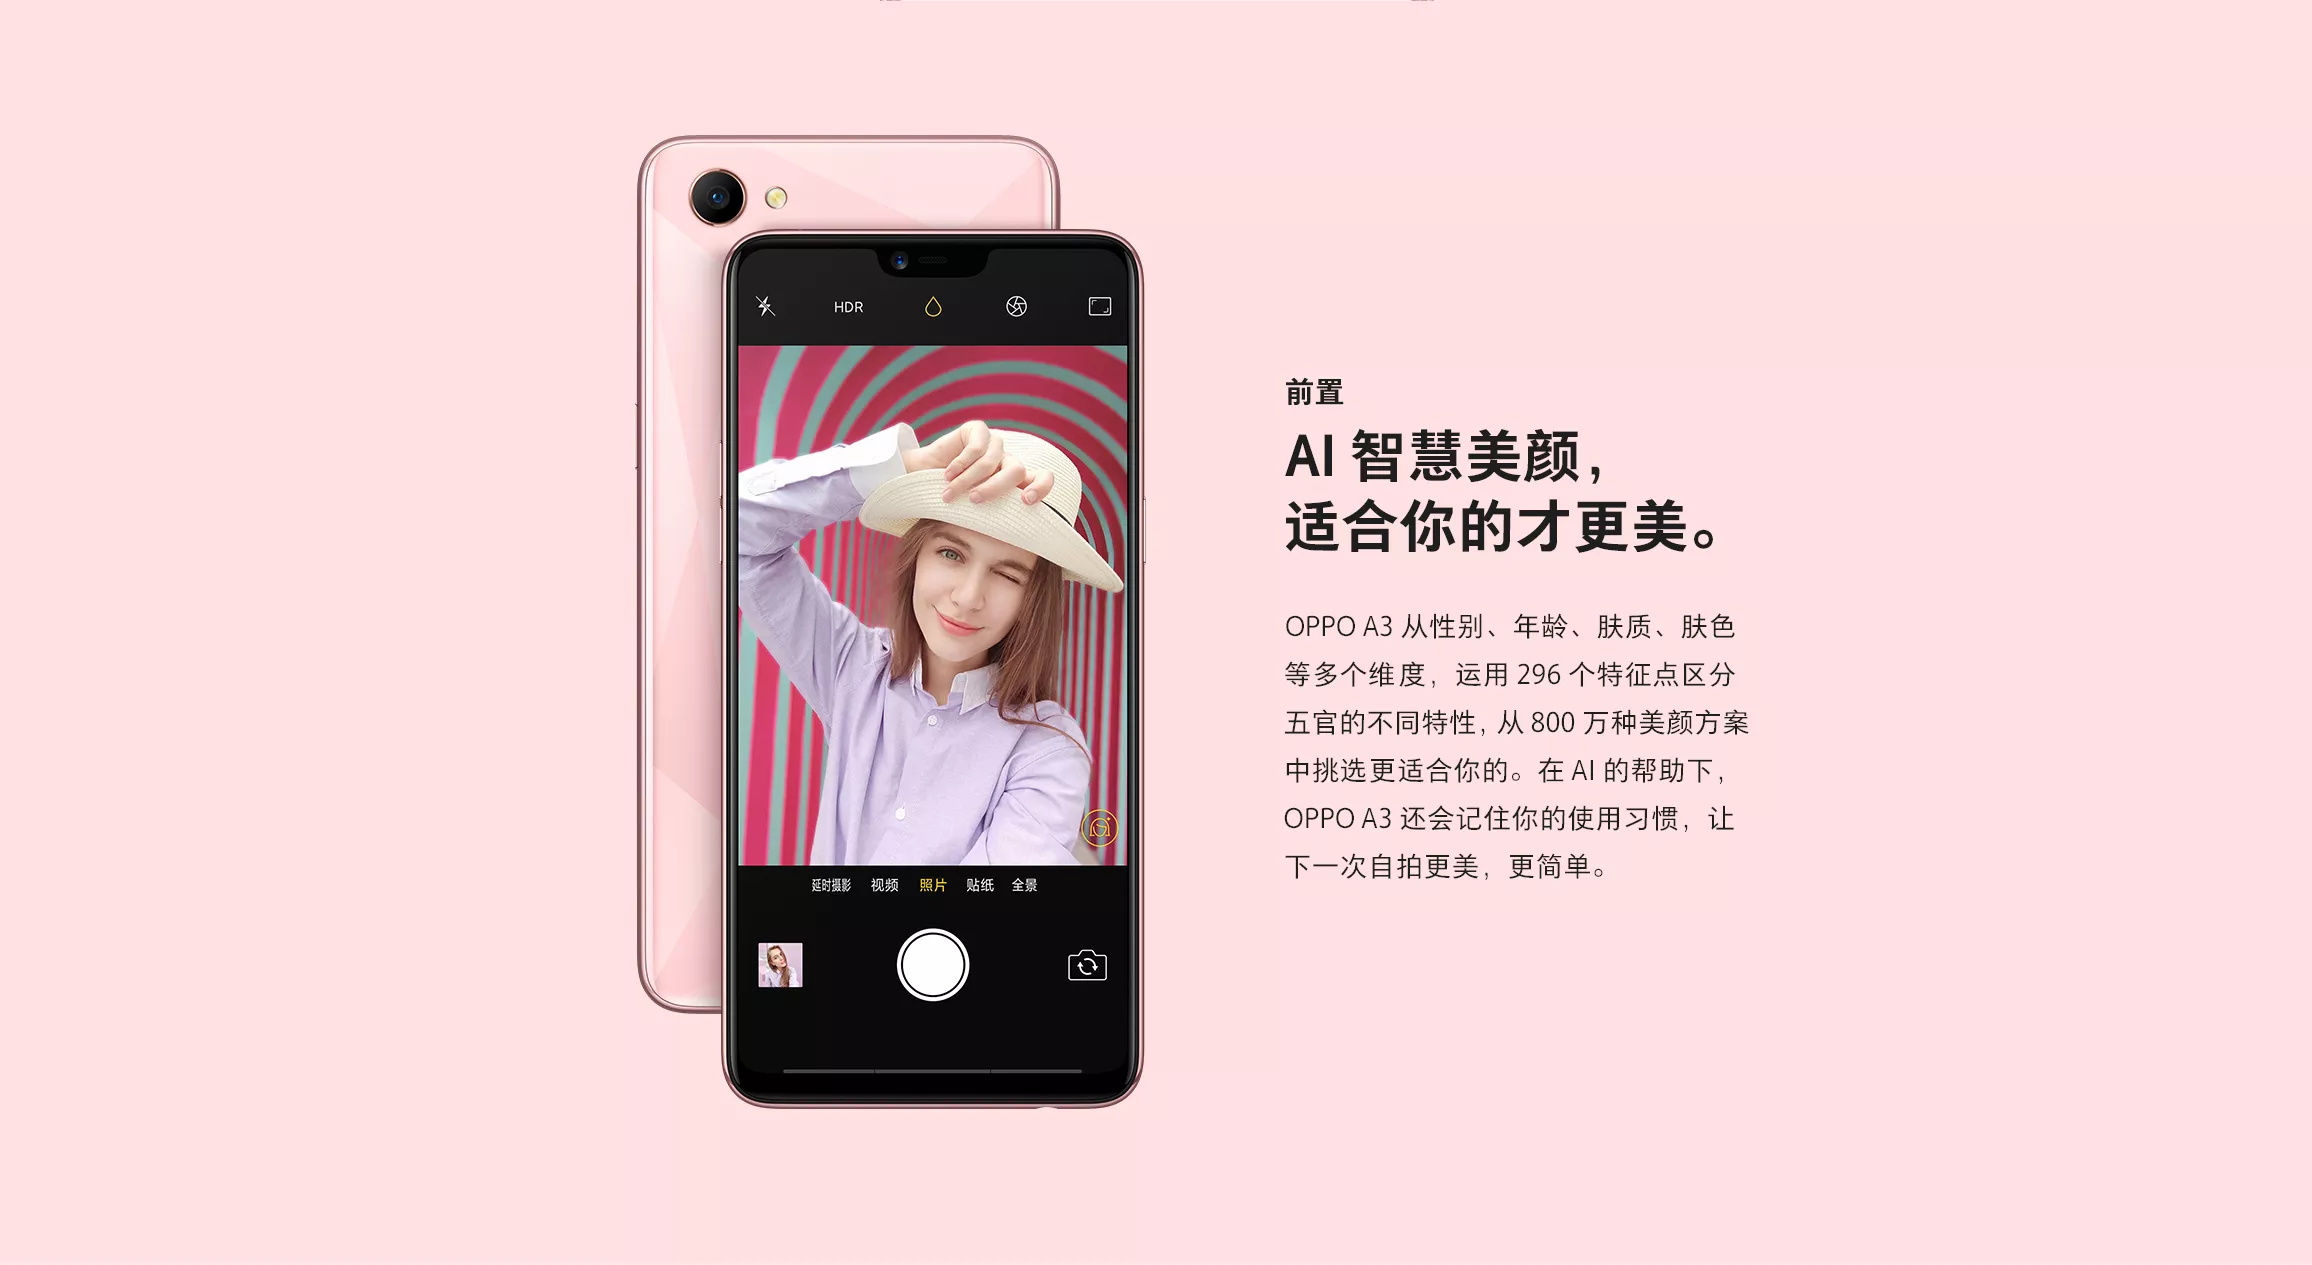 HDR
延时摄影 视频 照片 贴纸 全景
前置
AI 智慧美颜，
适合你的才更美。
OPPO A3 从性别、年龄、肤质、肤色
等多个维度，运用 296 个特征点区分
五官的不同特性，从 800 万种美颜方案
中挑选更适合你的。在 AI 的帮助下，
OPPO A3 还会记住你的使用习惯，让
下一次自拍更美，更简单。